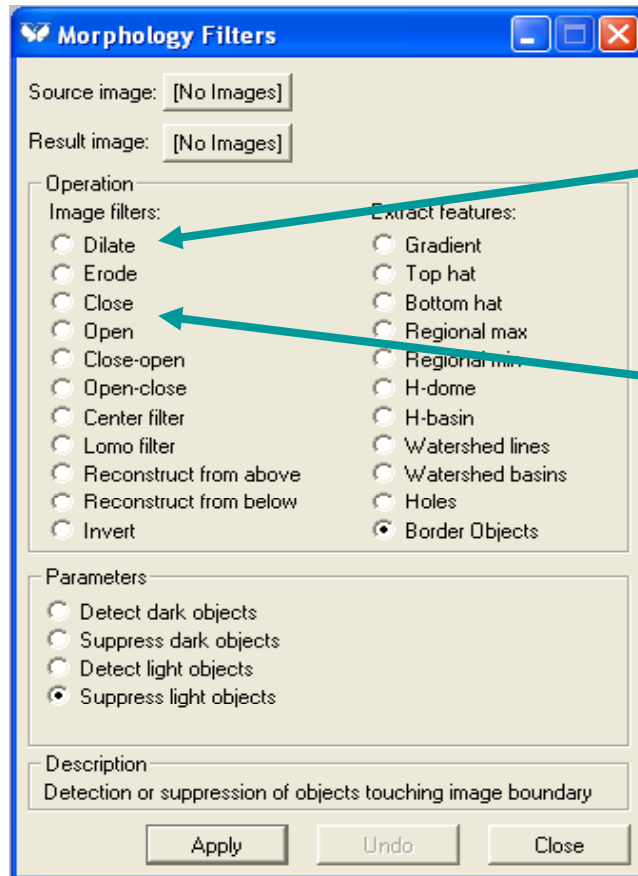 Morphology Filters
Source image: [No Images]
Result image: [No Images]
Operation
Image filters:
Dilate
Erode
Close
Open
Close-open
Open-close
Center filter
Lomo filter
Reconstruct from above
Reconstruct from below
Invert
Extract features:
Gradient
Top hat
Bottom hat
Regional max
Regional min
H-dome
H-basin
Watershed lines
Watershed basins
Holes
Border Objects
Parameters
Detect dark objects
Suppress dark objects
Detect light objects
Suppress light objects
Description
Detection or suppression of objects touching image boundary
Apply Undo Close